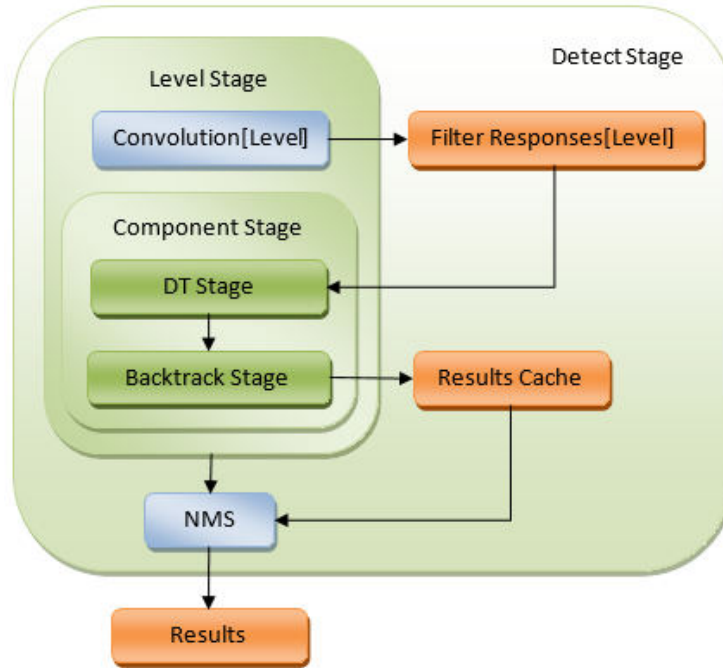 Detect Stage
Level Stage
Convolution[Level]
Filter Responses[Level]
Component Stage
DT Stage
Backtrack Stage
Results Cache
NMS
Results